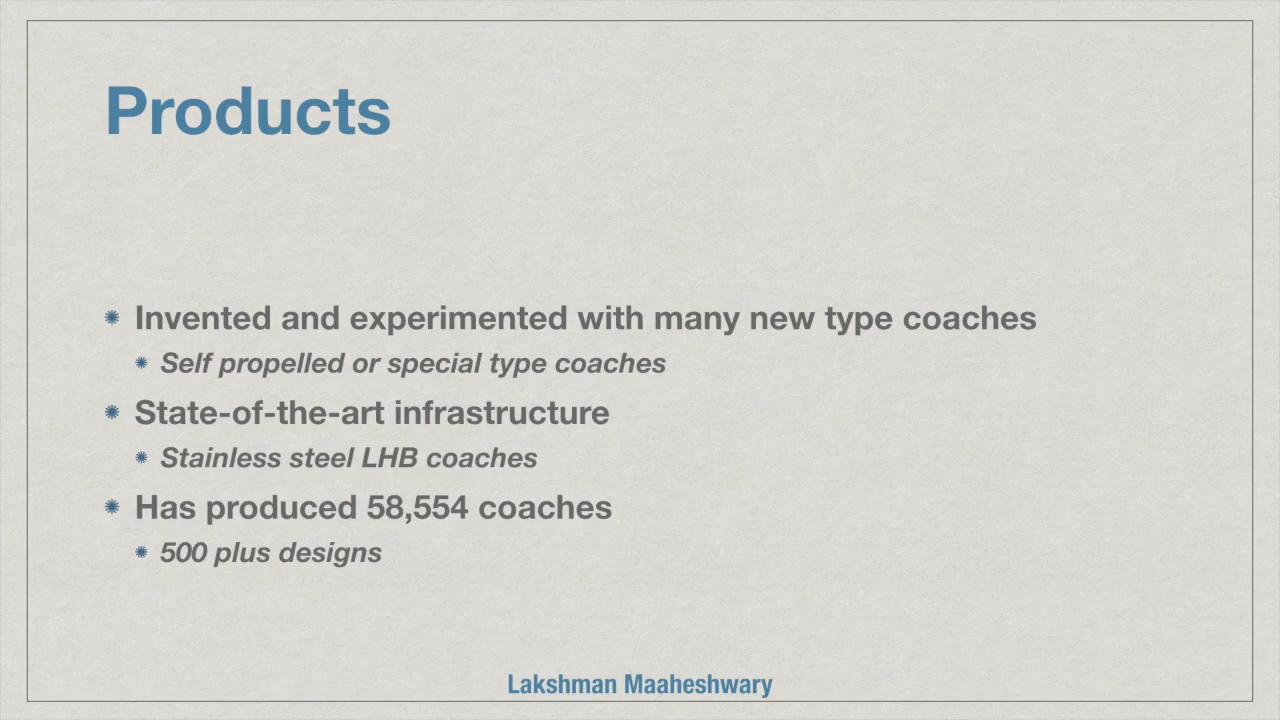 Products
Invented and experimented with many new type coaches
Self propelled or special type coaches
State-of-the-art infrastructure
Stainless steel LHB coaches
Has produced 58,554 coaches
500 plus designs
Lakshman Maaheshwary